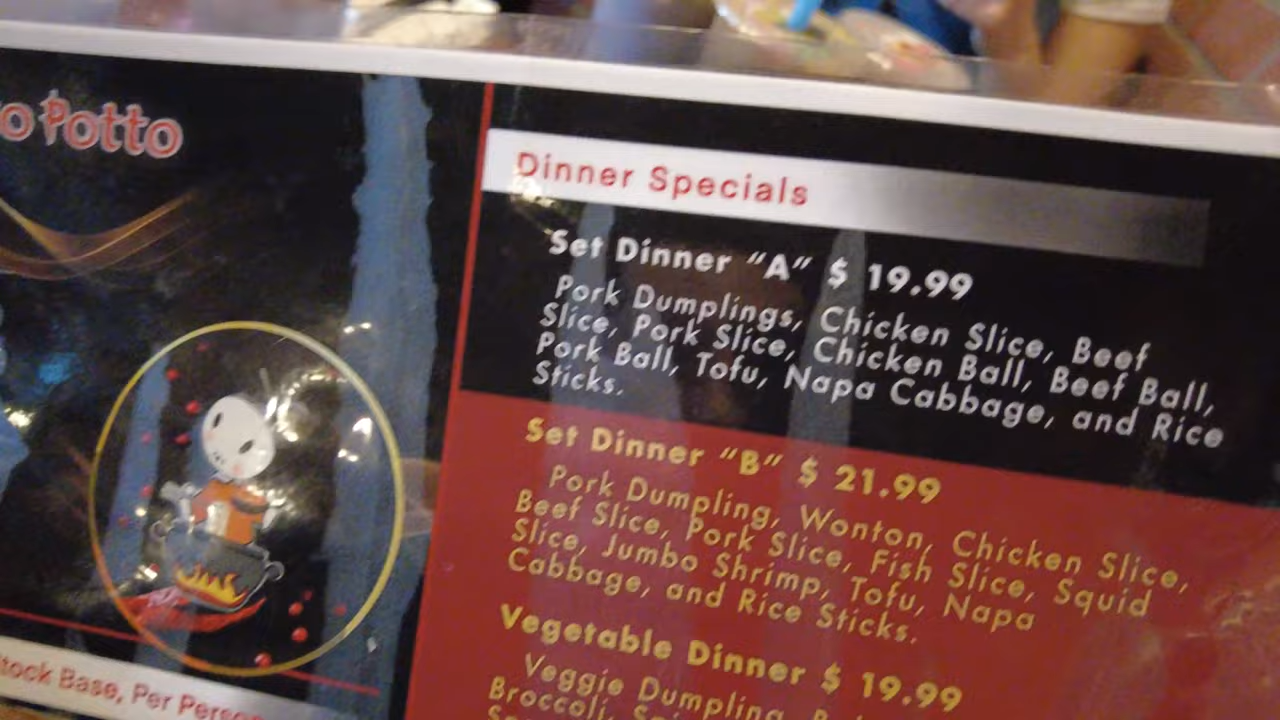 o Potto
Dinner Specials
Set Dinner "A" $ 19.99
Pork Dumplings, Chicken Slice, Beef
Slice, Pork Slice, Chicken Ball, Beef Ball,
Pork Ball, Tofu, Napa Cabbage, and Rice
Sticks.
Set Dinner "B" $ 21.99
Pork Dumpling, Wonton, Chicken Slice,
Beef Slice, Pork Slice, Fish Slice, Squid
Slice, Jumbo Shrimp, Tofu, Napa
Cabbage, and Rice Sticks.
Vegetable Dinner $ 19.99
Veggie Dumpling,
Broccoli,
tock Base, Per Person